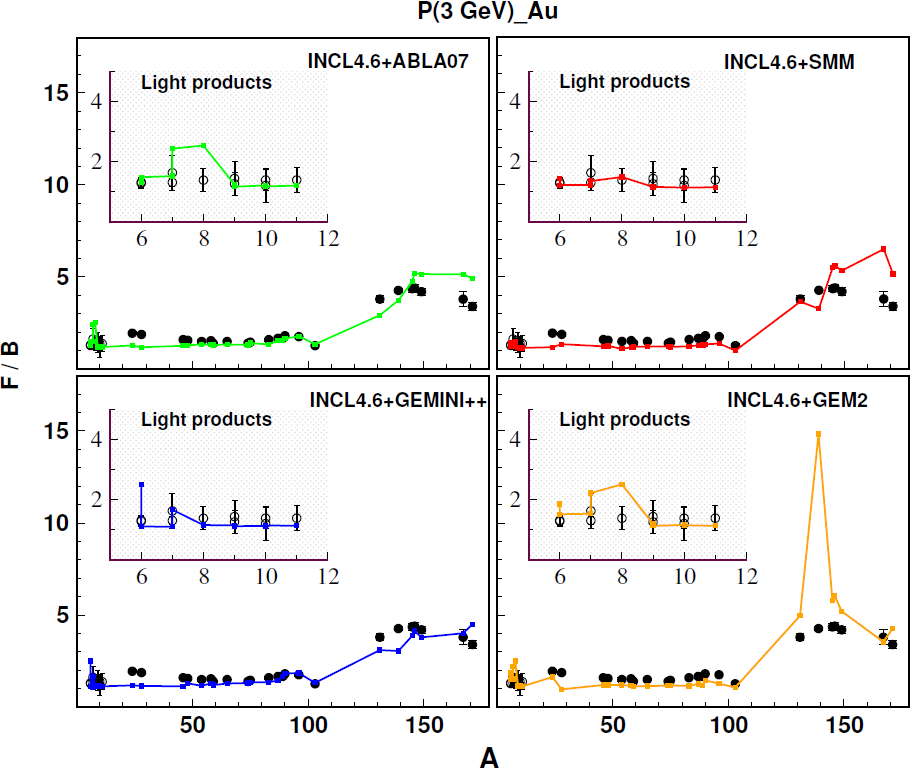 P(3 GeV)_Au
INCL4.6+ABLA07
Light products
4
2
6 8 10 12
15
10
5
INCL4.6+SMM
Light products
4
2
6 8 10 12
F / B
INCL4.6+GEMINI++
Light products
4
2
6 8 10 12
15
10
5
50 100 150
INCL4.6+GEM2
Light products
4
2
6 8 10 12
50 100 150
A